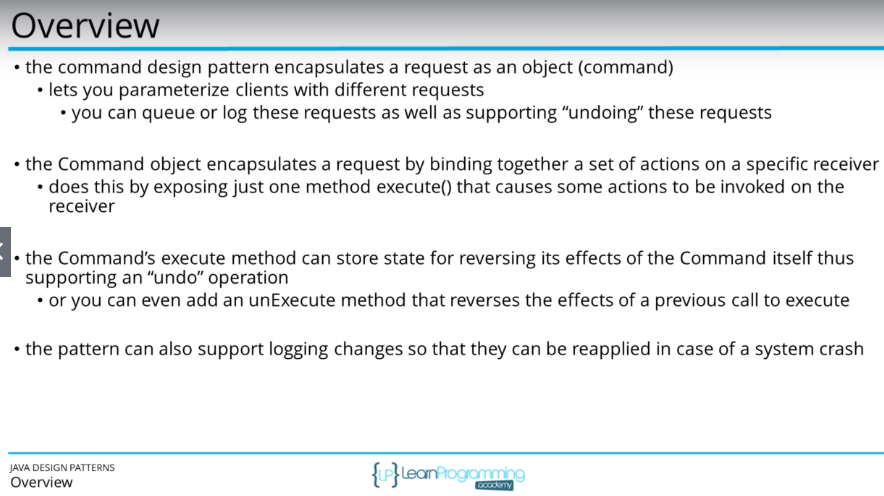 Overview
• the command design pattern encapsulates a request as an object (command)
• lets you parameterize clients with different requests
• you can queue or log these requests as well as supporting “undoing” these requests
• the Command object encapsulates a request by binding together a set of actions on a specific receiver
• does this by exposing just one method execute() that causes some actions to be invoked on the
receiver
• the Command’s execute method can store state for reversing its effects of the Command itself thus
supporting an “undo” operation
• or you can even add an unExecute method that reverses the effects of a previous call to execute
• the pattern can also support logging changes so that they can be reapplied in case of a system crash
JAVA DESIGN PATTERNS
Overview
{LP} LearnProgramming
academy